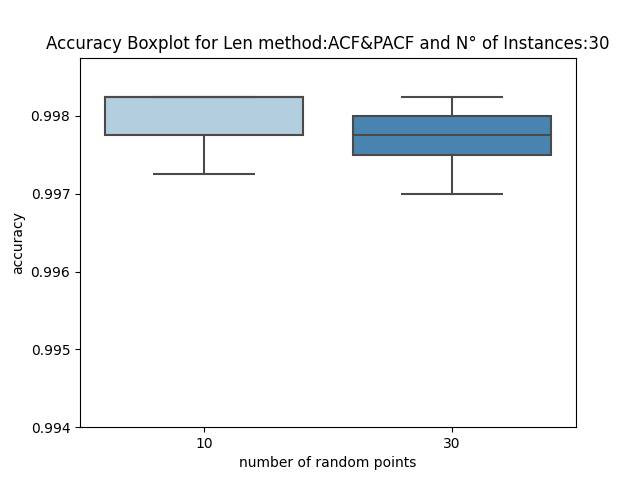 Accuracy Boxplot for Len method:ACF&PACF and N° of Instances:30
accuracy
0.998
0.997
0.996
0.995
0.994
10
30
number of random points